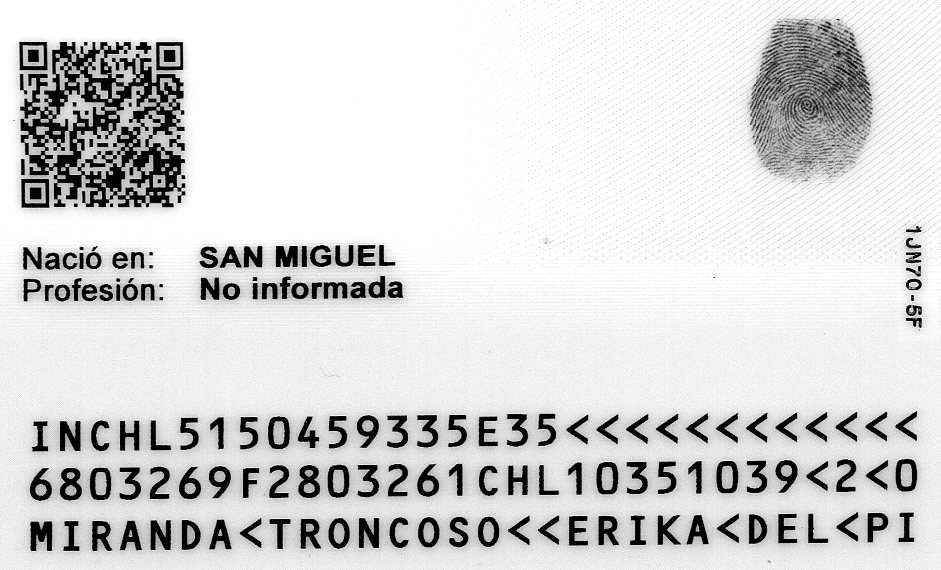 Nació en: SAN MIGUEL
Profesión: No informada
1JN70-5F
INCHL5150459335E35<<<<<<<<<<<<
6803269F2803261CHL10351039<2<0
MIRANDA<TRONCOSO<<ERIKA<DEL<PI